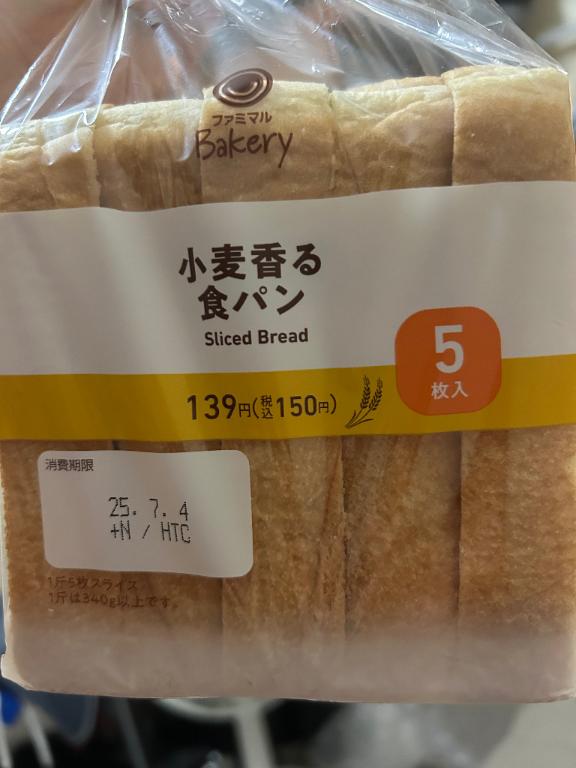 ファミマル
Bakery
小麦香る
食パン
Sliced Bread
5
枚入
139円(税込150円)
消費期限
25. 7. 4
+N / HTC
1斤5枚スライス
1斤は340g以上です。